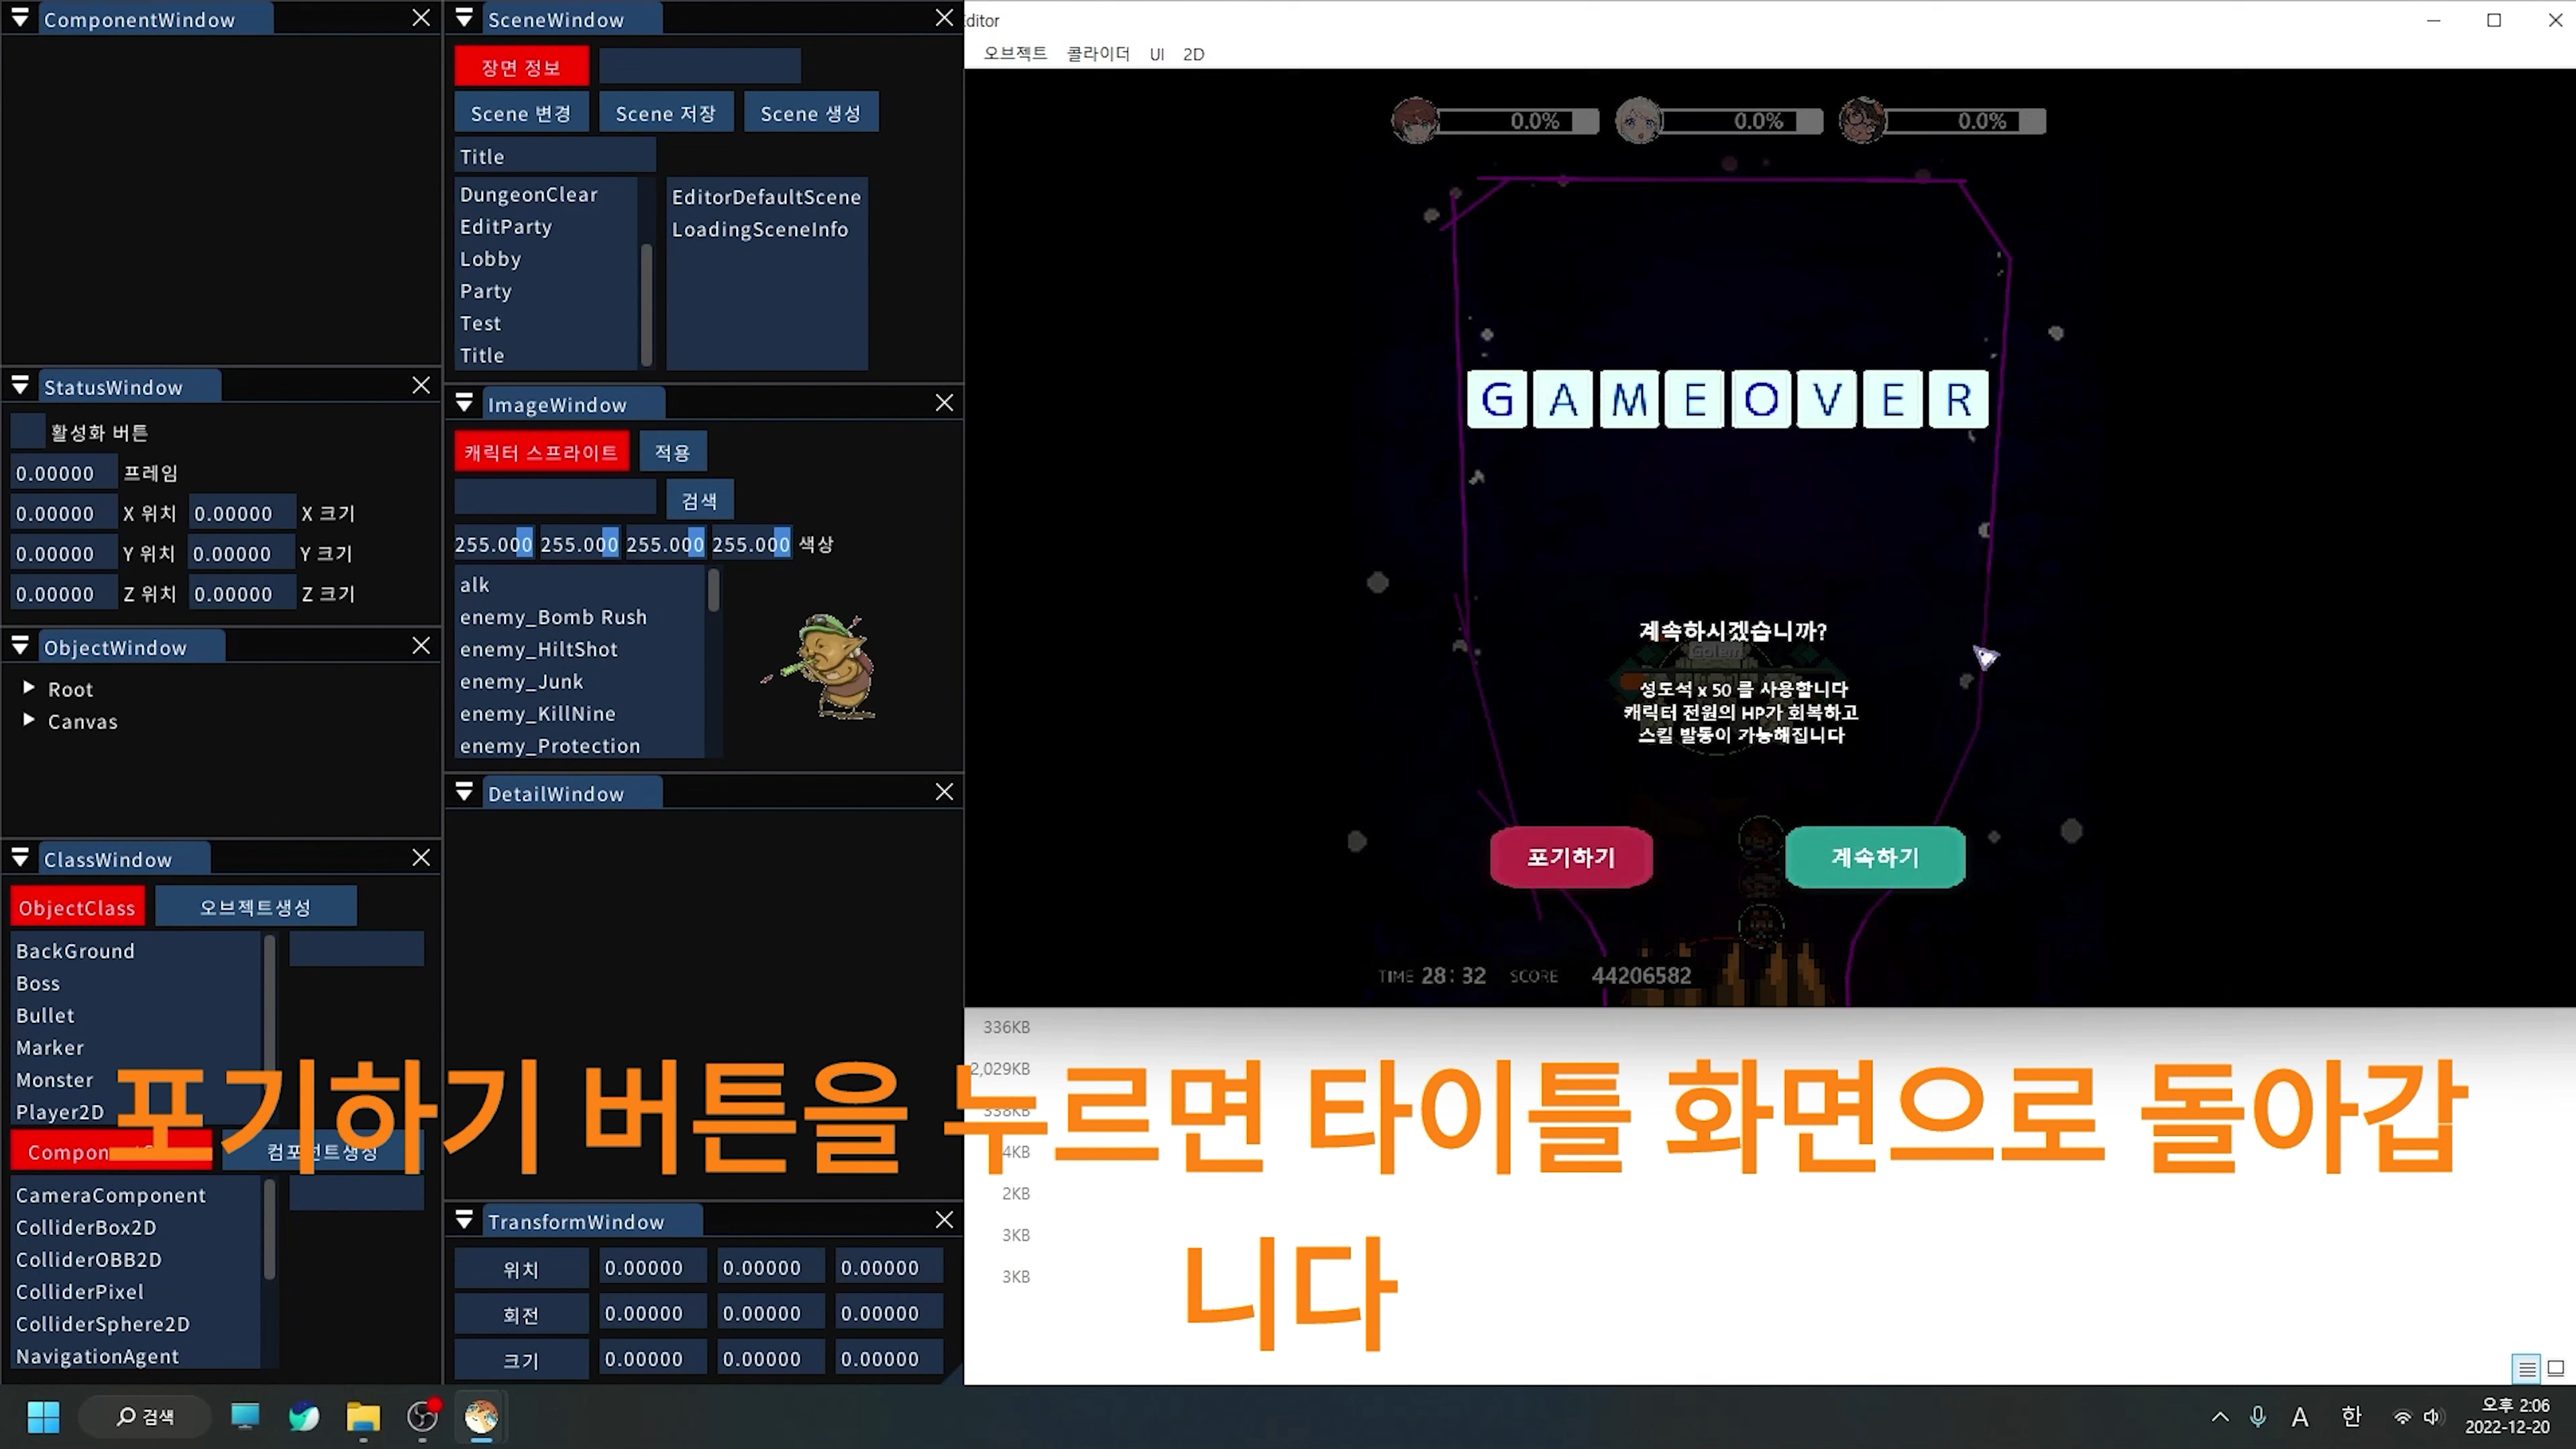 ComponentWindow
StatusWindow
활성화 버튼
0.00000 프레임
0.00000 X 위치 0.00000 X 크기
0.00000 Y 위치 0.00000 Y 크기
0.00000 Z 위치 0.00000 Z 크기
ObjectWindow
Root
Canvas
ClassWindow
ObjectClass 오브젝트생성
BackGround
Boss
Bullet
Marker
Monster
Player2D
컴포넌트생성
CameraComponent
ColliderBox2D
ColliderOBB2D
ColliderPixel
ColliderSphere2D
NavigationAgent
SceneWindow
장면 정보
Scene 변경 Scene 저장 Scene 생성
Title
DungeonClear
EditParty
Lobby
Party
Test
Title
EditorDefaultScene
LoadingSceneInfo
ImageWindow
캐릭터 스프라이트 적용
검색
255.000 255.000 255.000 255.000 색상
alk
enemy_Bomb Rush
enemy_HiltShot
enemy_Junk
enemy_KillNine
enemy_Protection
DetailWindow
TransformWindow
위치 0.00000 0.00000 0.00000
회전 0.00000 0.00000 0.00000
크기 0.00000 0.00000 0.00000
오브젝트 콜라이더 UI 2D
0.0% 0.0% 0.0%
GAMEOVER
계속하시겠습니까?
Golem
성도석 x 50 를 사용합니다
캐릭터 전원의 HP가 회복하고
스킬 발동이 가능해집니다
포기하기 계속하기
TIME 28:32 SCORE 44206582
336KB
2,029KB
338KB
4KB
2KB
3KB
3KB
포기하기 버튼을 누르면 타이틀 화면으로 돌아갑
니다
검색
A 한
오후 2:06
2022-12-20